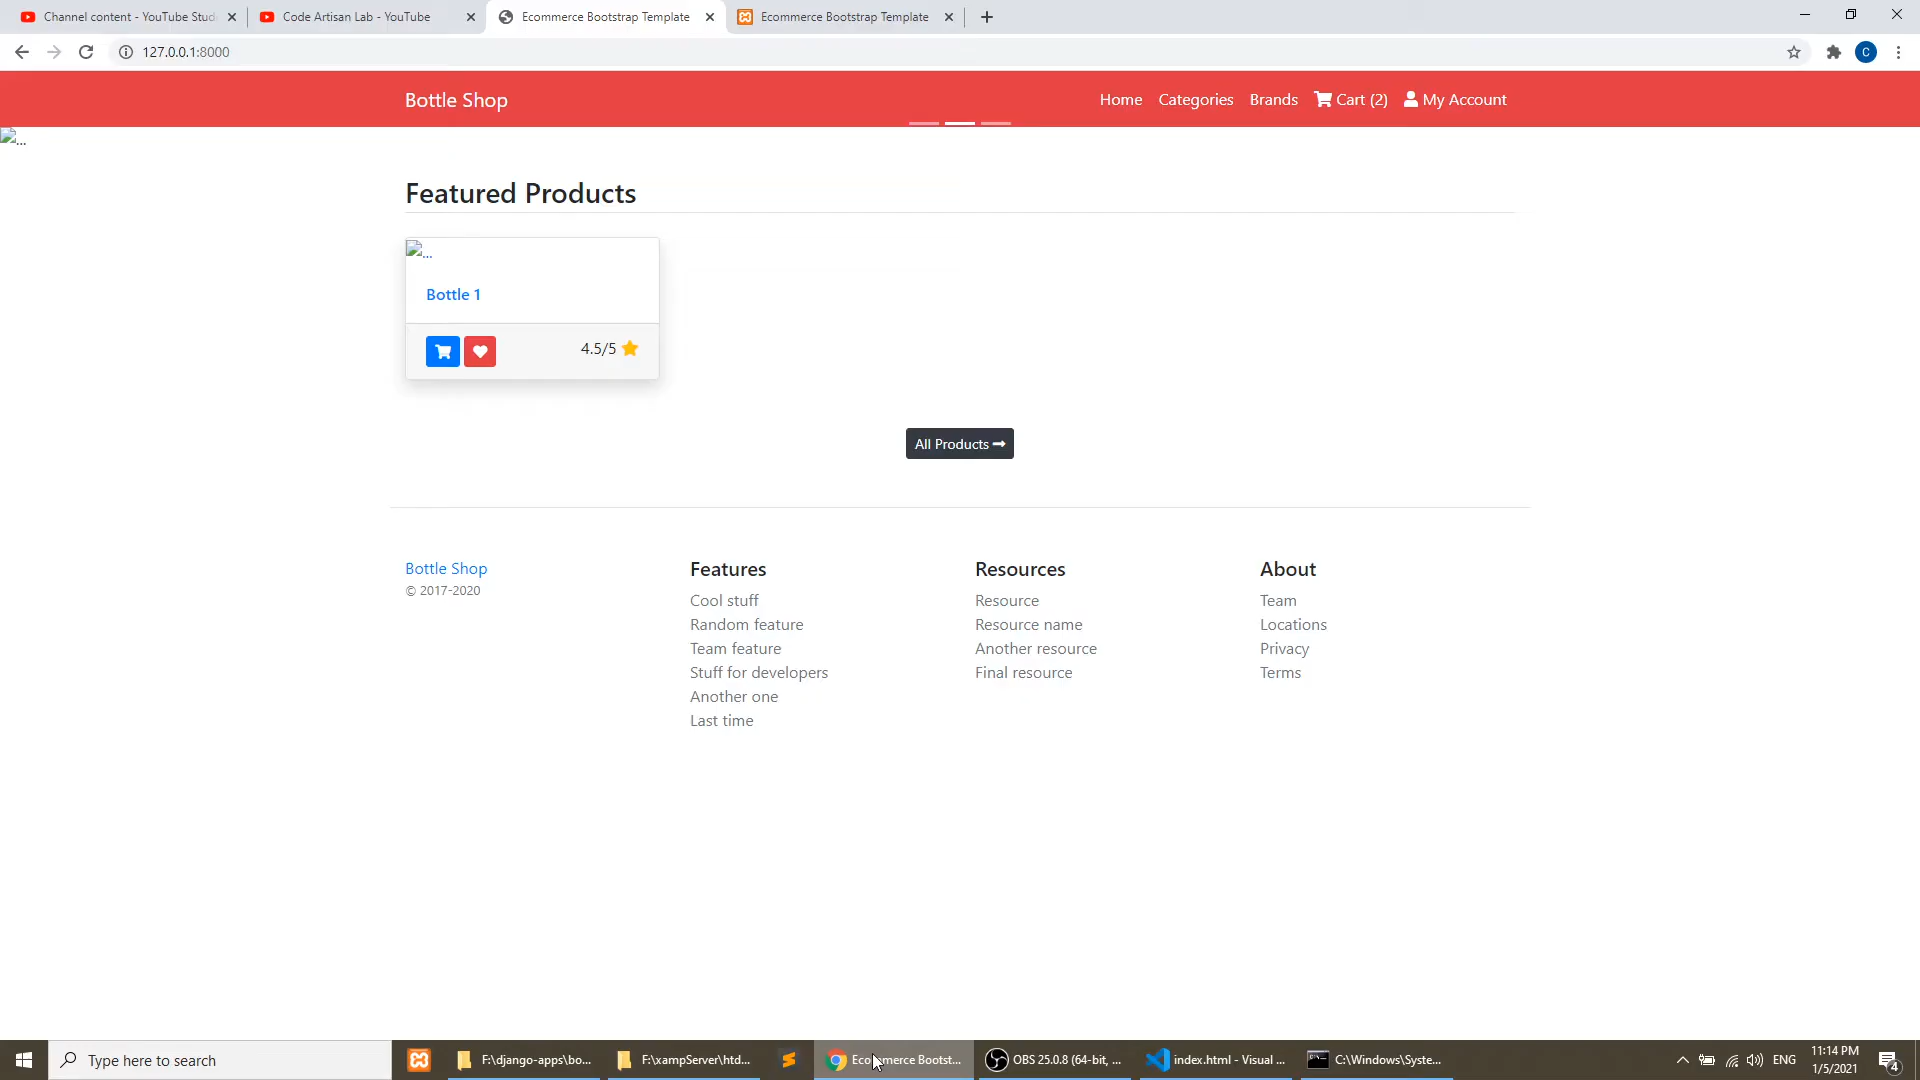 Channel content - YouTube Stud
Code Artisan Lab - YouTube
Ecommerce Bootstrap Template
Ecommerce Bootstrap Template
127.0.0.1:8000
C
Bottle Shop
Home
Categories
Brands
Cart (2)
My Account
...
Featured Products
...
Bottle 1
4.5/5
All Products
Bottle Shop
© 2017-2020
Features
Cool stuff
Random feature
Team feature
Stuff for developers
Another one
Last time
Resources
Resource
Resource name
Another resource
Final resource
About
Team
Locations
Privacy
Terms
Type here to search
F:\django-apps\bo...
F:\xampServer\htd...
Ecommerce Bootst...
OBS 25.0.8 (64-bit, ...
index.html - Visual ...
C:\Windows\Syste...
ENG
11:14 PM
1/5/2021
4